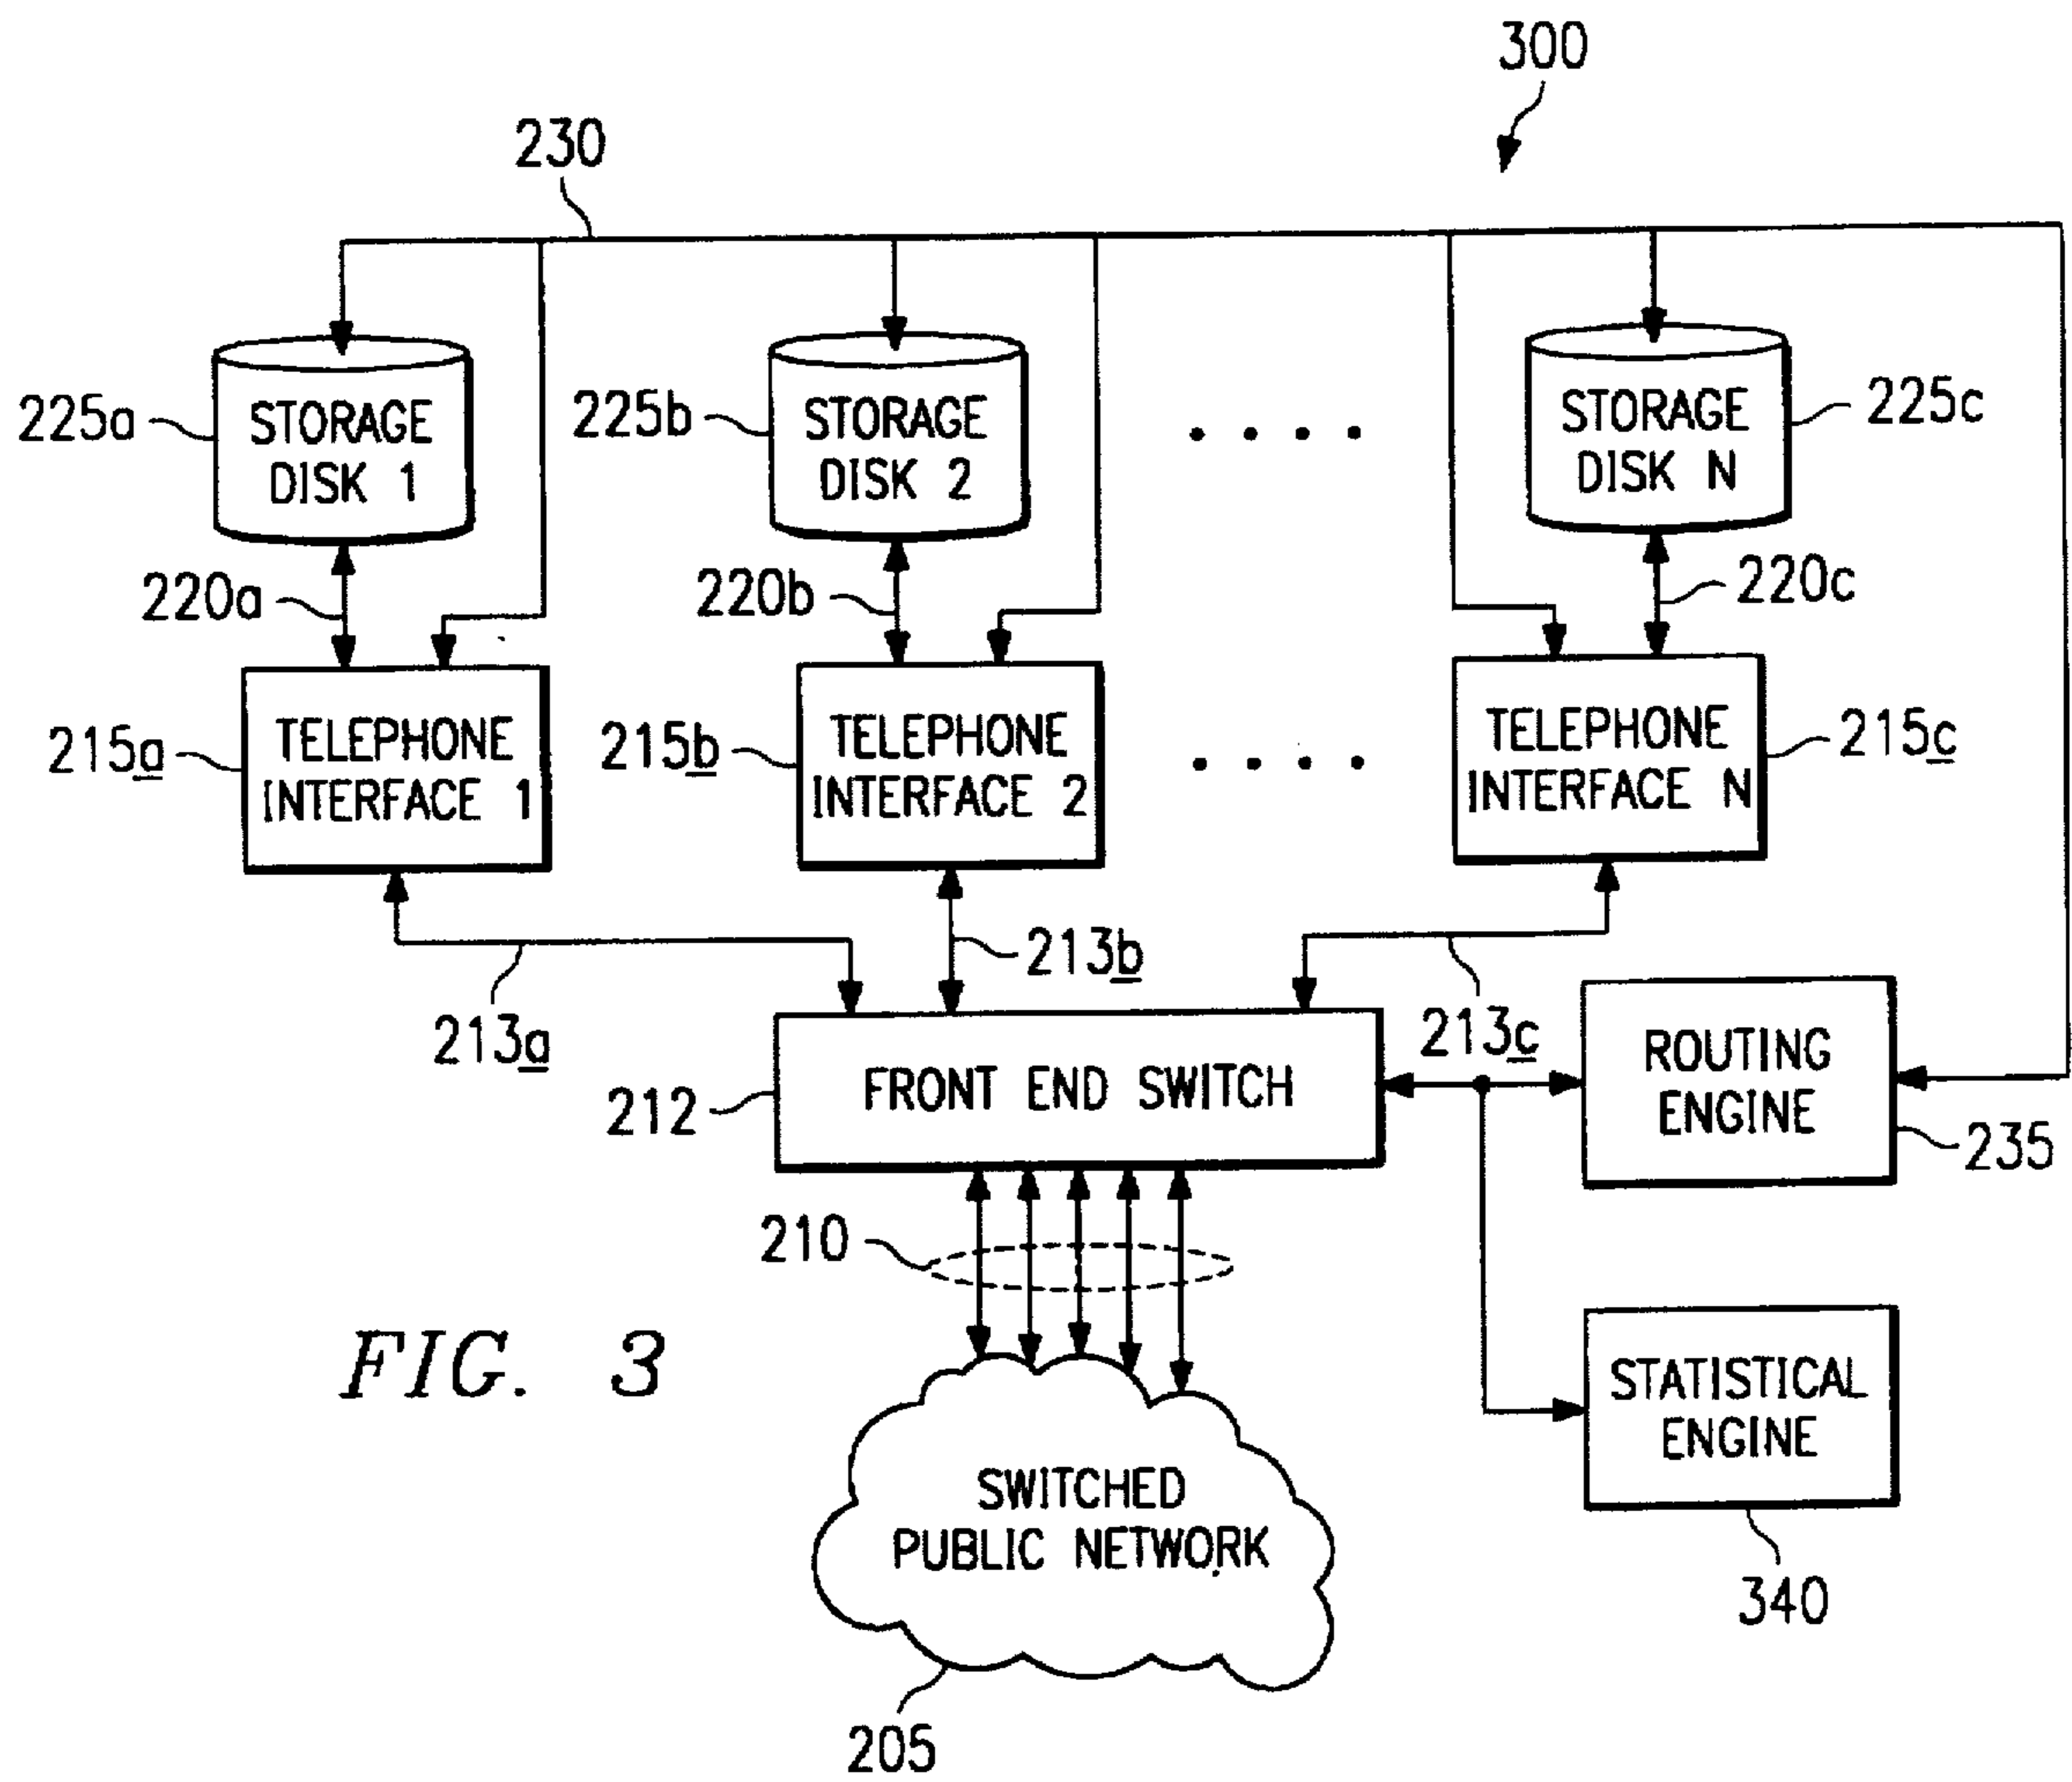 300
230
225a
STORAGE
DISK 1
225b
STORAGE
DISK 2
STORAGE
DISK N
225c
220a
220b
220c
215a
TELEPHONE
INTERFACE 1
215b
TELEPHONE
INTERFACE 2
TELEPHONE
INTERFACE N
215c
213a
213b
213c
212
FRONT END SWITCH
ROUTING
ENGINE
235
210
FIG. 3
STATISTICAL
ENGINE
340
SWITCHED
PUBLIC NETWORK
205